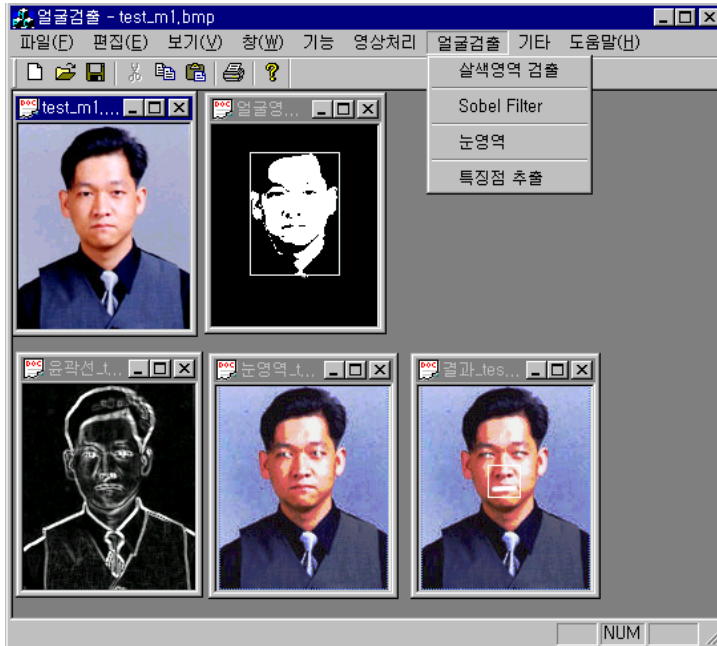 얼굴검출 - test_m1.bmp
파일(F) 편집(E) 보기(V) 창(W) 기능 영상처리 얼굴검출 기타 도움말(H)
살색영역 검출
Sobel Filter
눈영역
특징점 추출
test_m1,...
얼굴영...
윤곽선_t...
눈영역_t...
결과_tes...
NUM